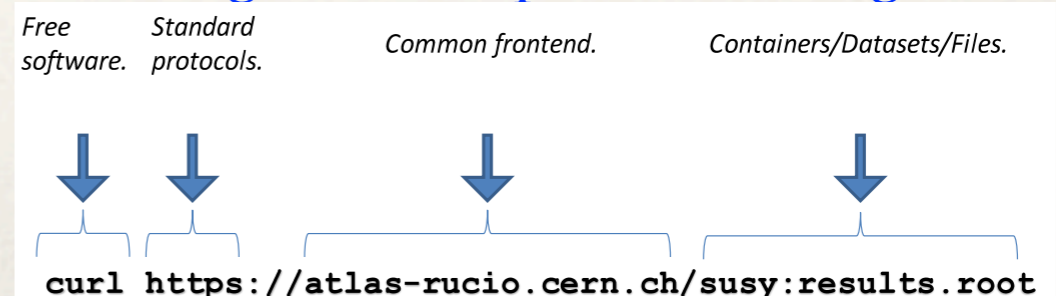 Free
software.
Standard
protocols.
Common frontend.
Containers/Datasets/Files.
curl https://atlas-rucio.cern.ch/susy:results.root